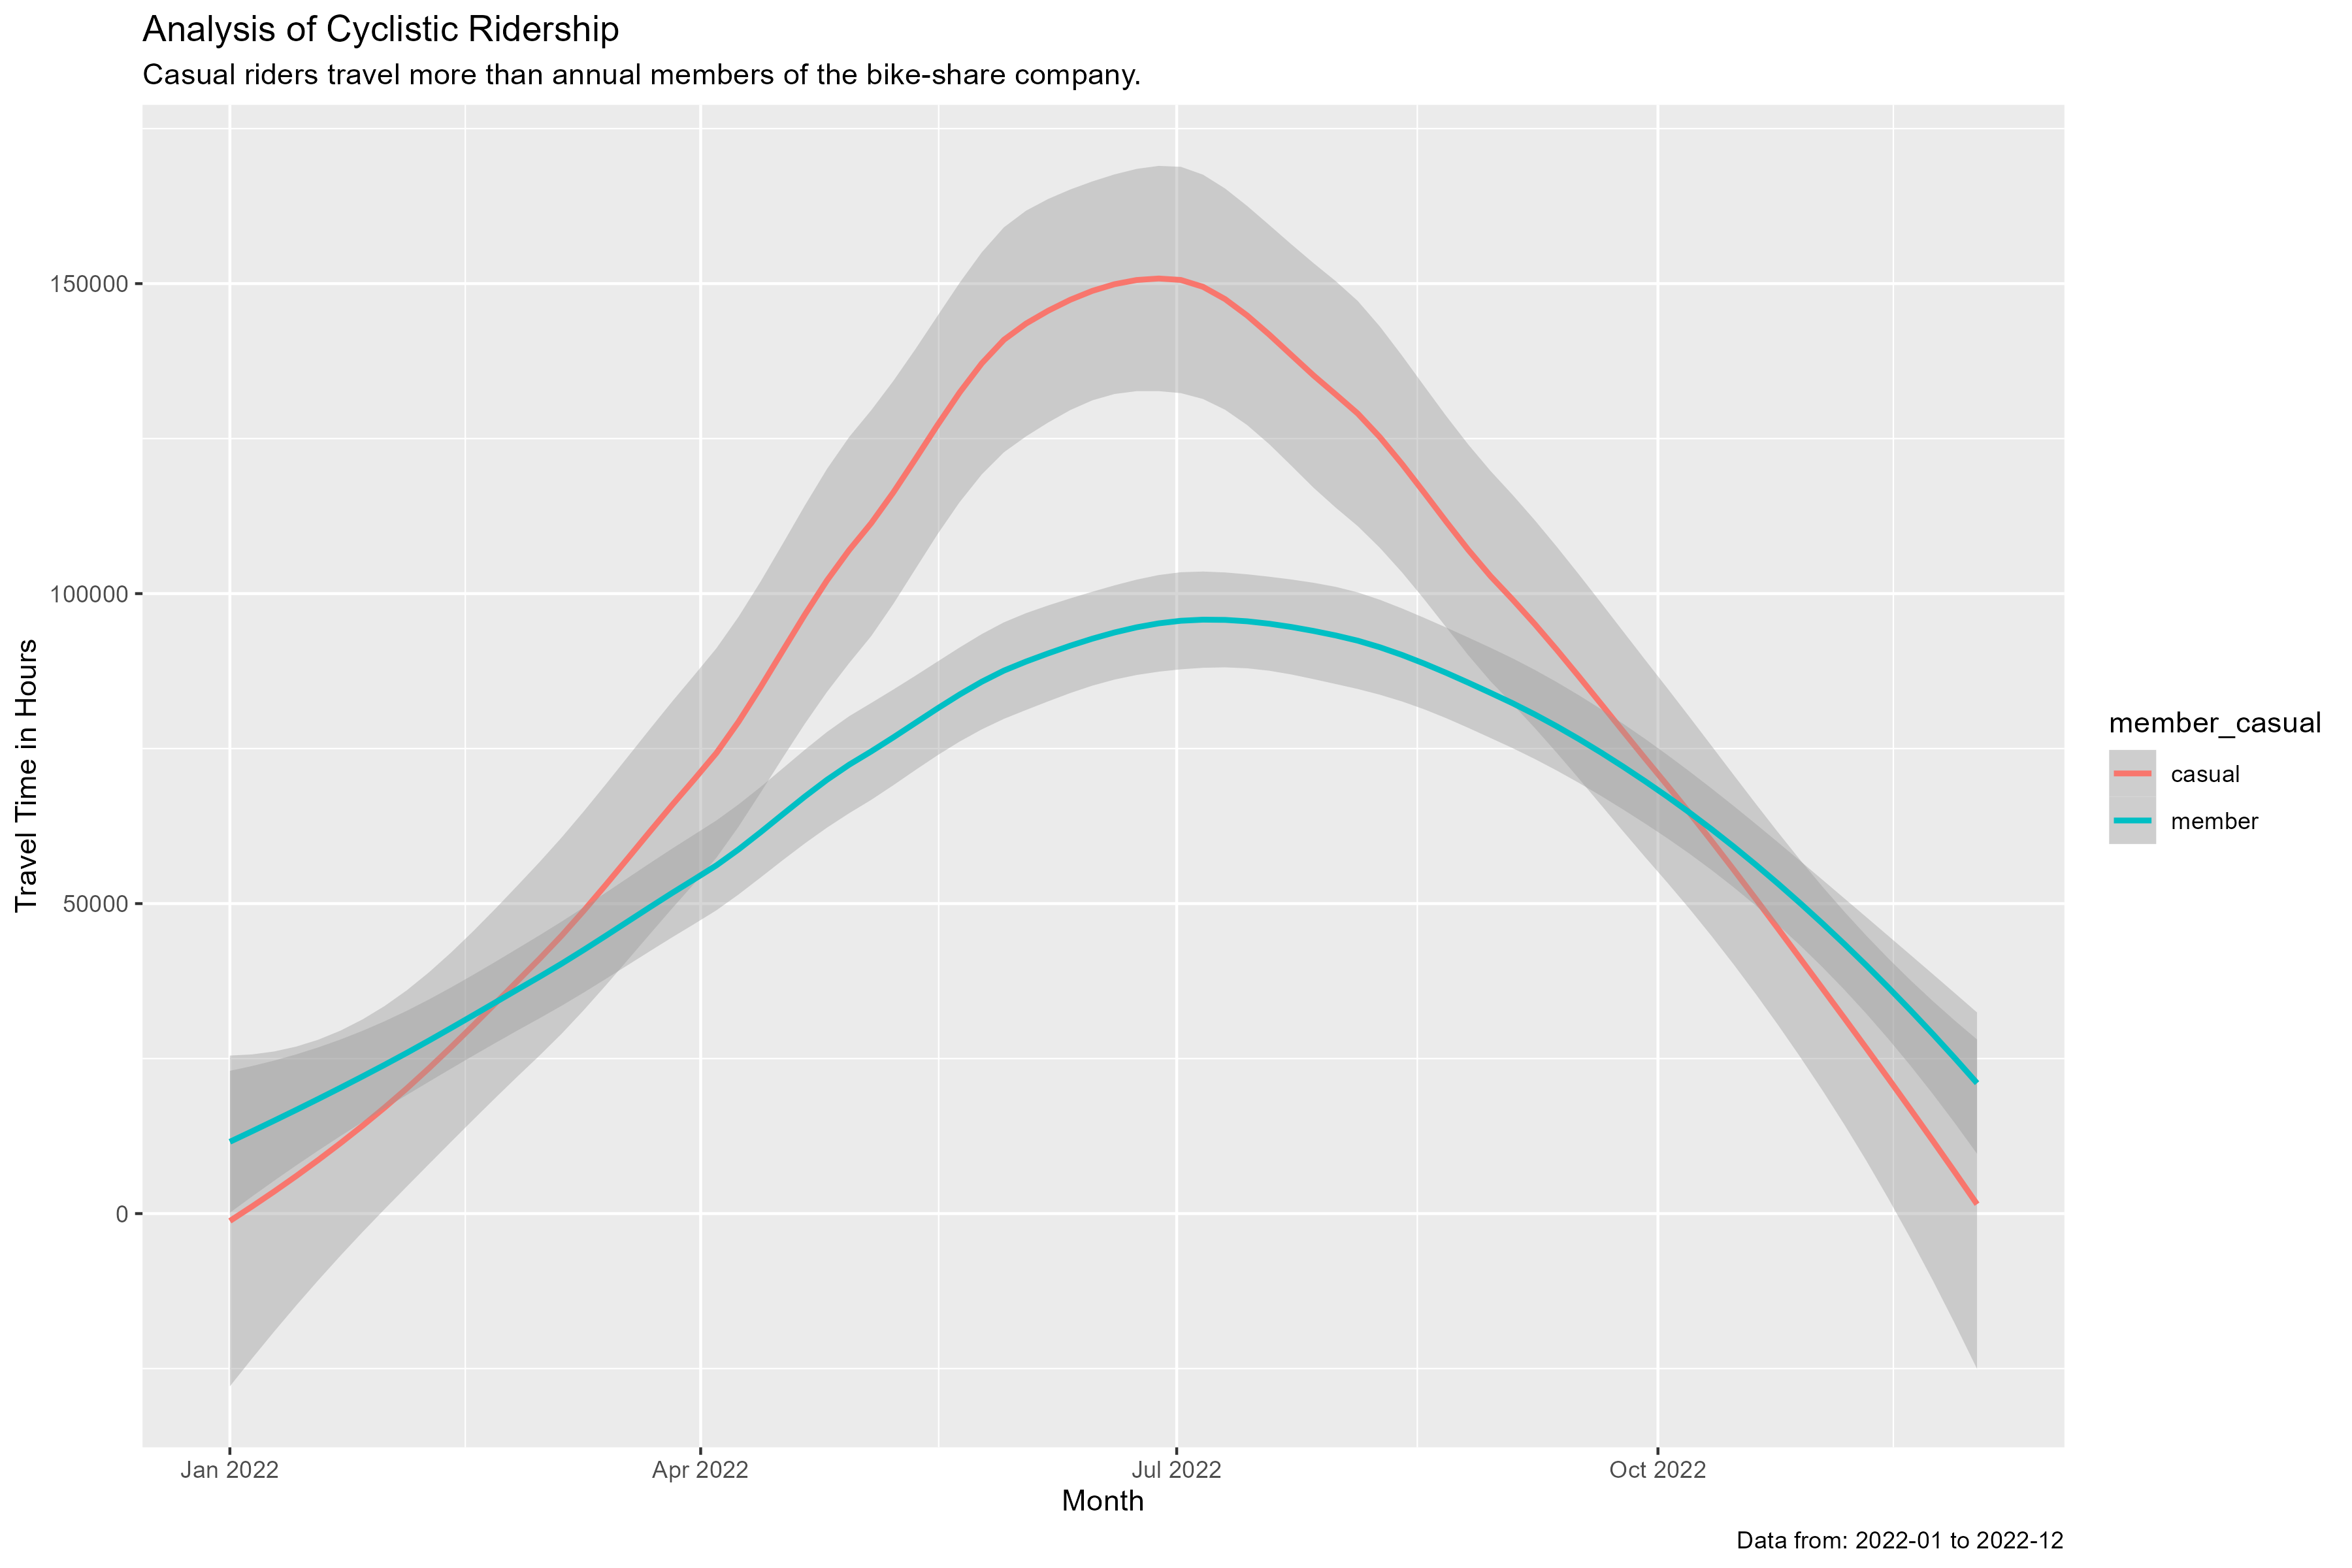 Analysis of Cyclistic Ridership
Casual riders travel more than annual members of the bike-share company.
Travel Time in Hours
150000
100000
50000
0
Jan 2022
Apr 2022
Jul 2022
Oct 2022
Month
member_casual
casual
member
Data from: 2022-01 to 2022-12